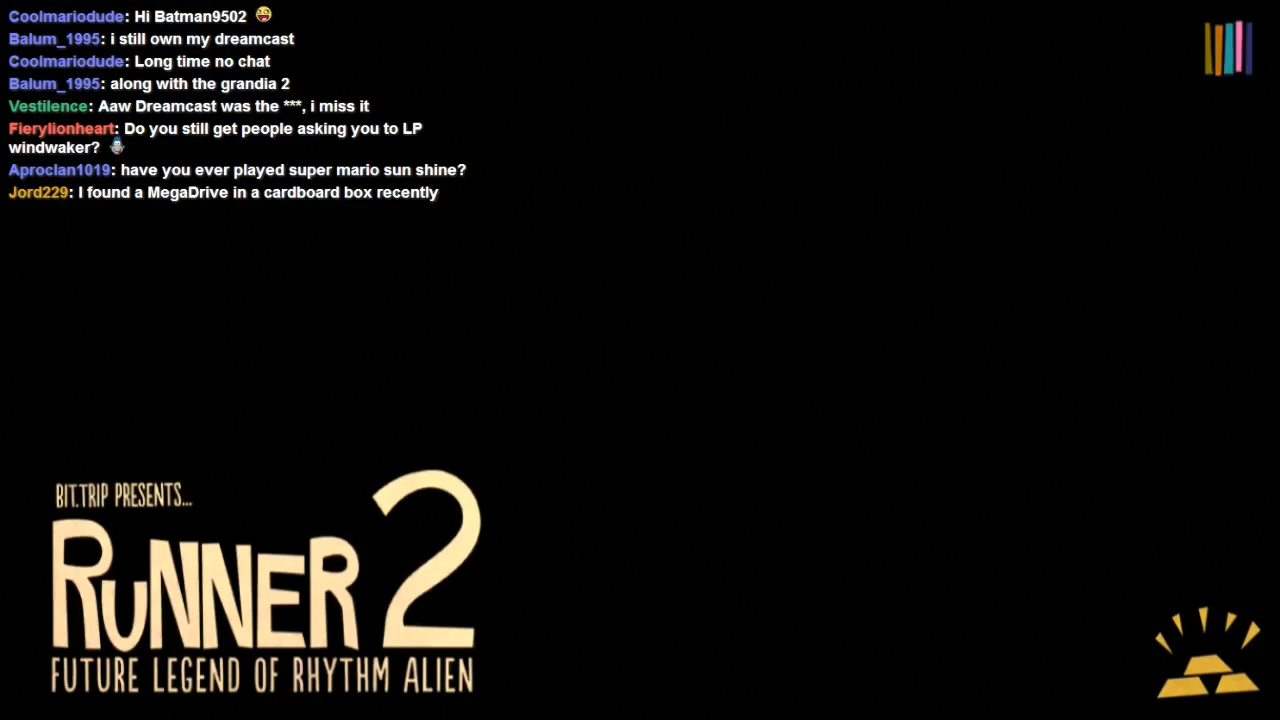 Coolmariodude: Hi Batman9502
Balum_1995: i still own my dreamcast
Coolmariodude: Long time no chat
Balum_1995: along with the grandia 2
Vestilence: Aaw Dreamcast was the ***, i miss it
Fierylionheart: Do you still get people asking you to LP
windwaker?
Aproclan1019: have you ever played super mario sun shine?
Jord229: I found a MegaDrive in a cardboard box recently
BIT.TRIP PRESENTS...
RUNNER 2
FUTURE LEGEND OF RHYTHM ALIEN